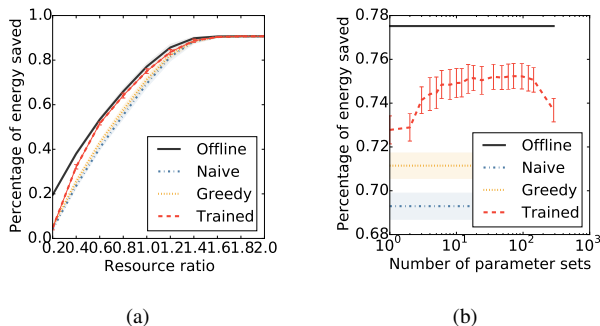 1.0
0.8
0.6
0.4
0.2
0.0
Percentage of energy saved
Offline
Naive
Greedy
Trained
0.20.40.60.81.01.21.41.61.82.0
Resource ratio
(a)
0.78
0.76
0.74
0.72
0.70
0.68
Percentage of energy saved
Offline
Naive
Greedy
Trained
10^0 10^1 10^2 10^3
Number of parameter sets
(b)